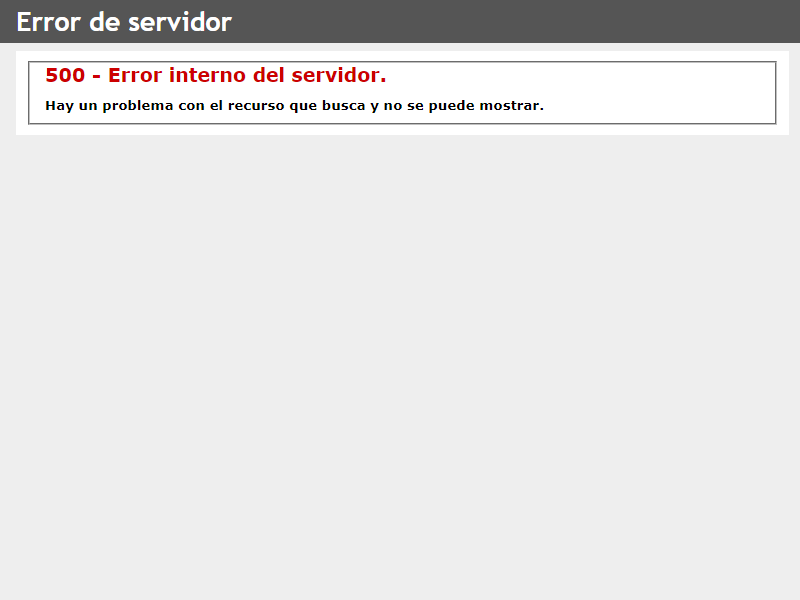 Error de servidor
500 - Error interno del servidor.
Hay un problema con el recurso que busca y no se puede mostrar.